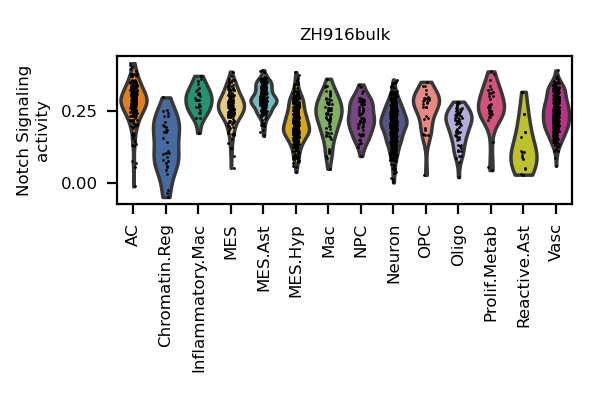 ZH916bulk
Notch Signaling
activity
0.25
0.00
AC
Chromatin.Reg
Inflammatory.Mac
MES
MES.Ast
MES.Hyp
Mac
NPC
Neuron
OPC
Oligo
Prolif.Metab
Reactive.Ast
Vasc